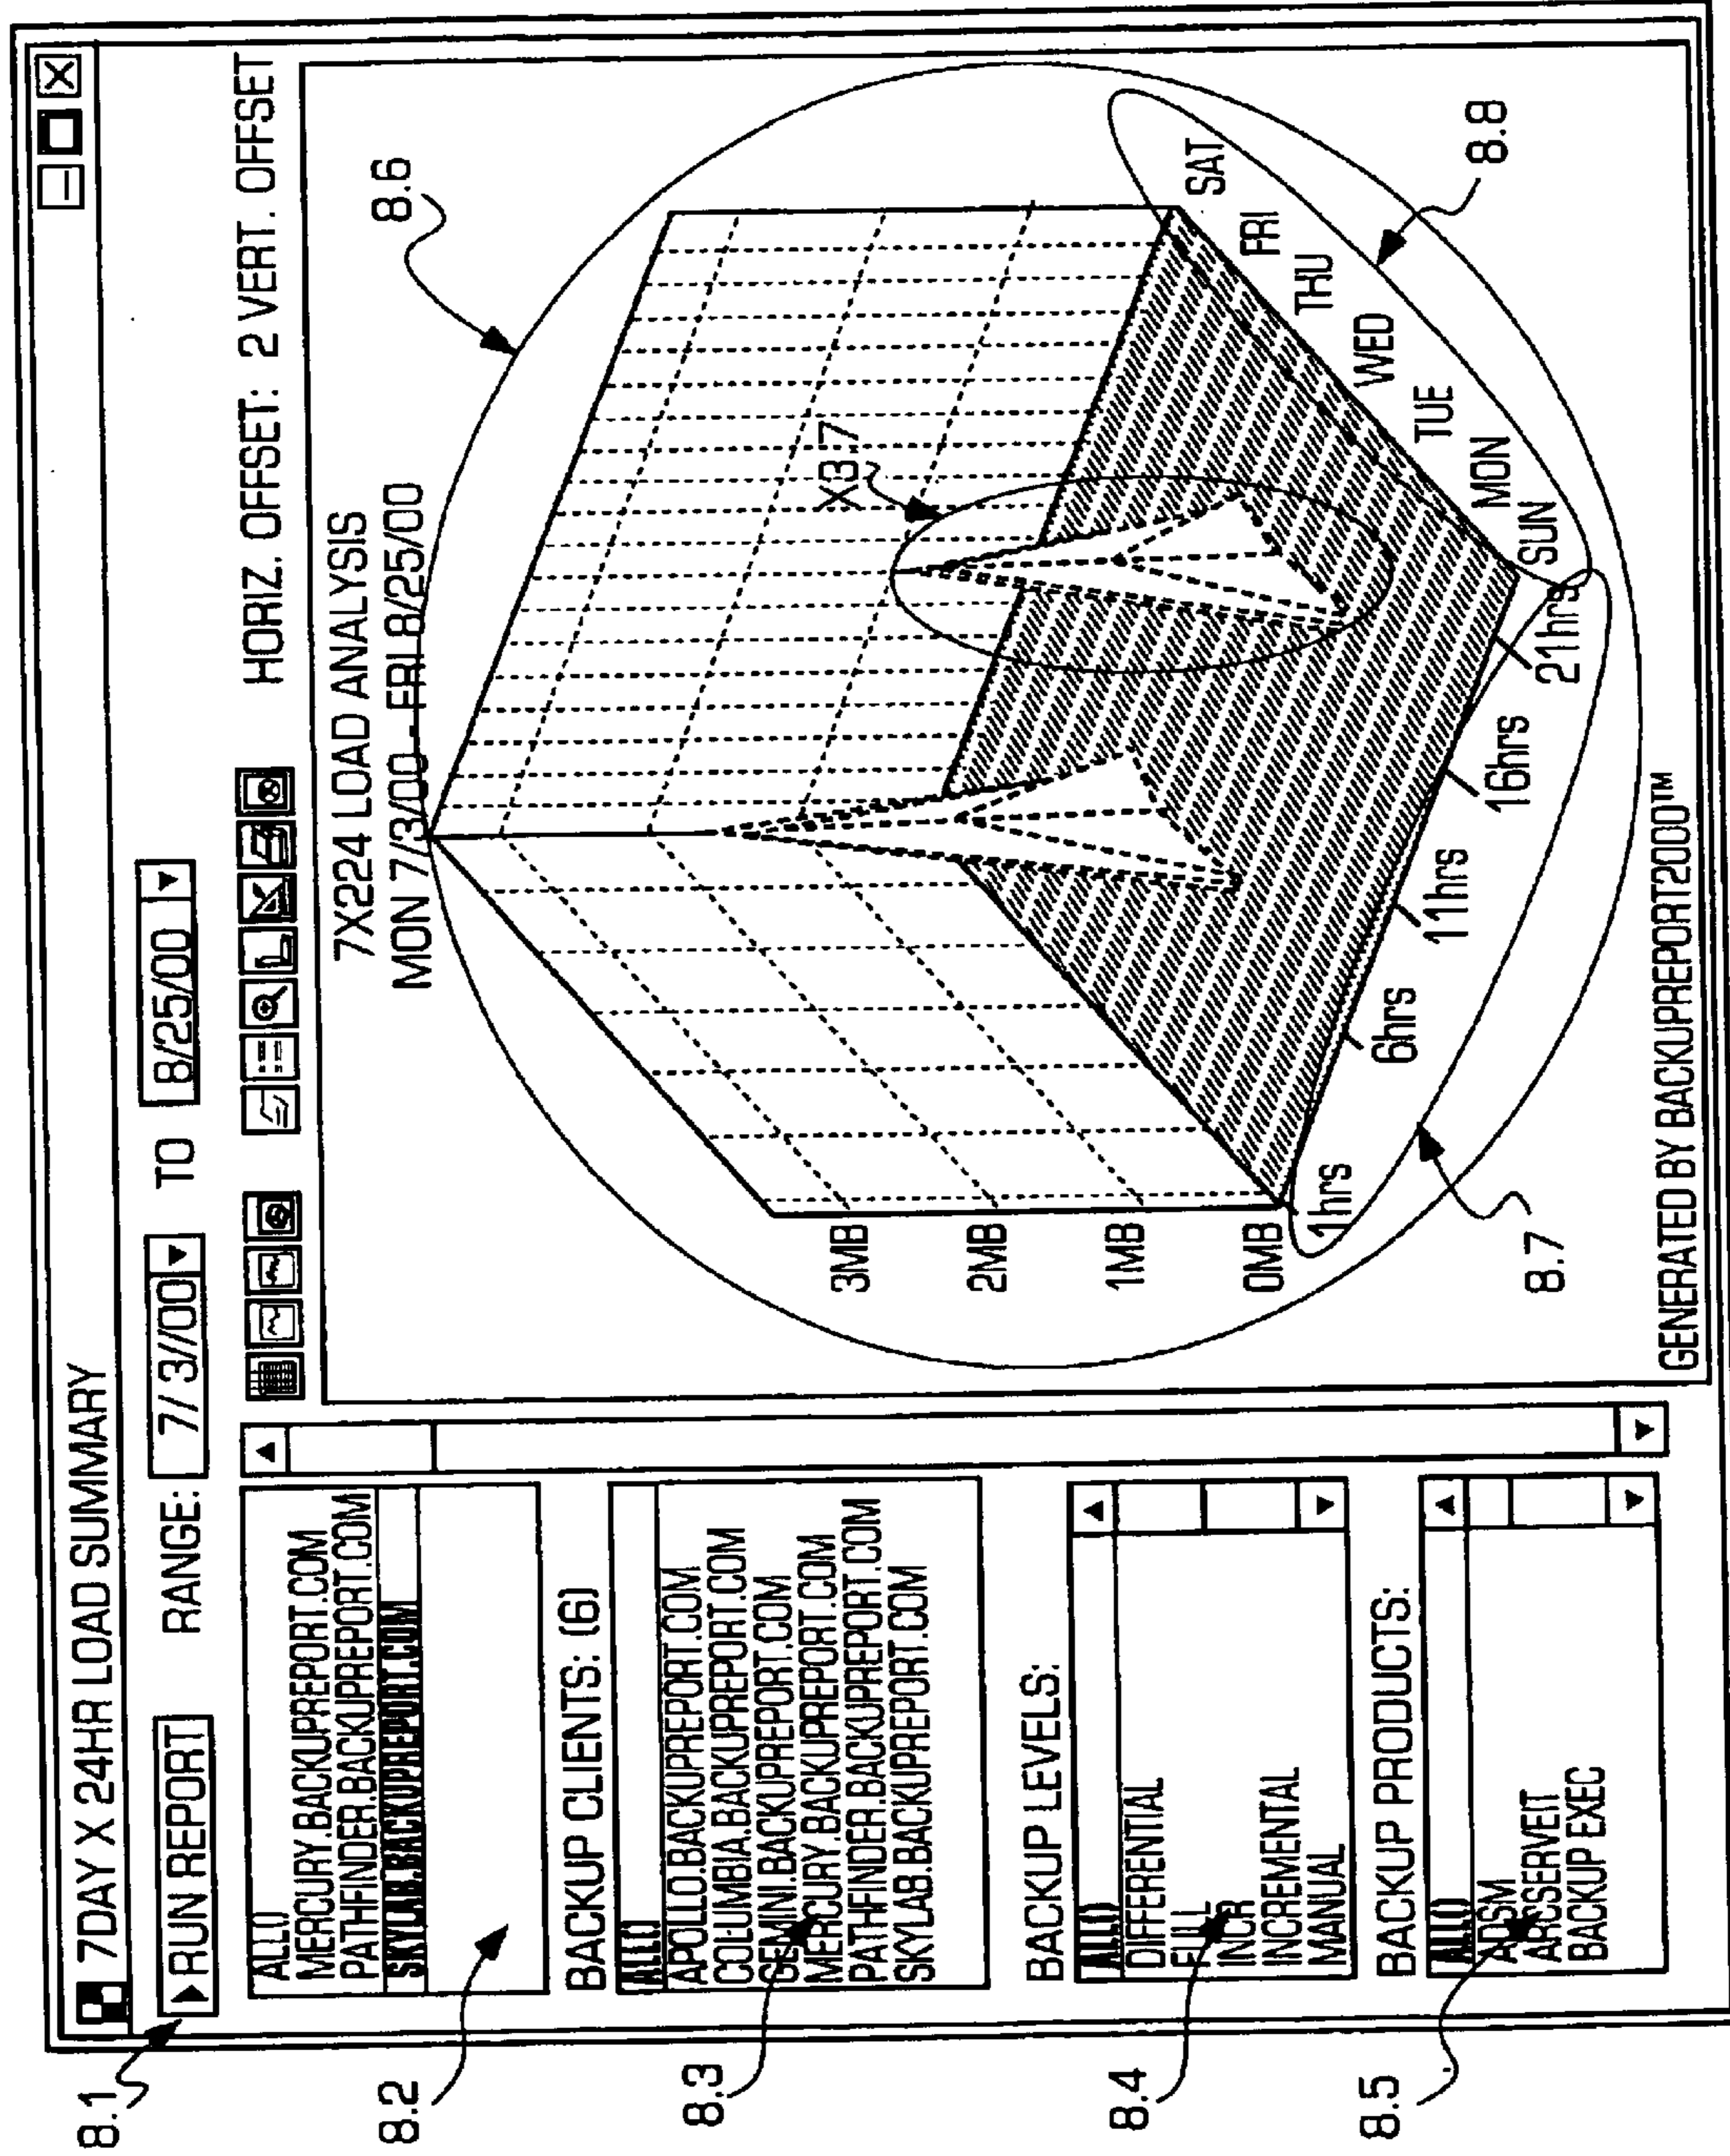 7DAY X 24HR LOAD SUMMARY
8.1
RUN REPORT RANGE: 7/3//00 TO 8/25/00
HORIZ. OFFSET: 2 VERT. OFFSET
8.2
ALL()
MERCURY.BACKUPREPORT.COM
PATHFINDER.BACKUPREPORT.COM
SKYLAB.BACKUPREPORT.COM
BACKUP CLIENTS: (6)
8.3
ALL()
APOLLO.BACKUPREPORT.COM
COLUMBIA.BACKUPREPORT.COM
GEMINI.BACKUPREPORT.COM
MERCURY.BACKUPREPORT.COM
PATHFINDER.BACKUPREPORT.COM
SKYLAB.BACKUPREPORT.COM
BACKUP LEVELS:
8.4
ALL()
DIFFERENTIAL
FULL
INCR
INCREMENTAL
MANUAL
BACKUP PRODUCTS:
8.5
ALL()
ADSM
ARCSERVEIT
BACKUP EXEC
7X224 LOAD ANALYSIS
MON 7/3/00-FRI 8/25/00
8.6
X3.7
3MB
2MB
1MB
0MB
1hrs
6hrs
11hrs
16hrs
21hrs
SUN
MON
TUE
WED
THU
FRI
SAT
8.7
8.8
GENERATED BY BACKUPREPORT2000™